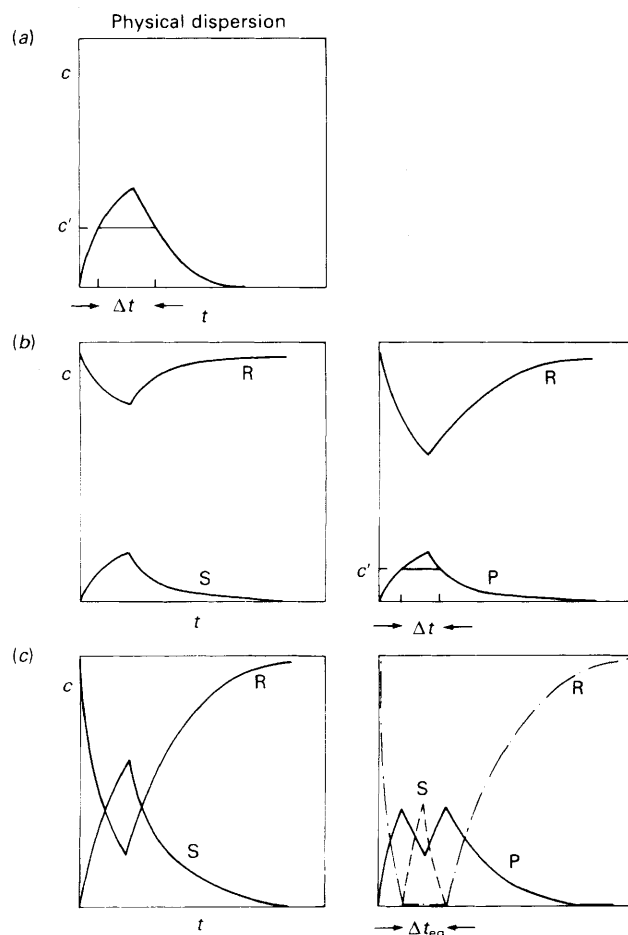 Physical dispersion
(a)
c
c'
Δt
t
(b)
c
R
S
t
R
c'
P
Δt
(c)
c
R
S
t
R
S
P
Δt_eq